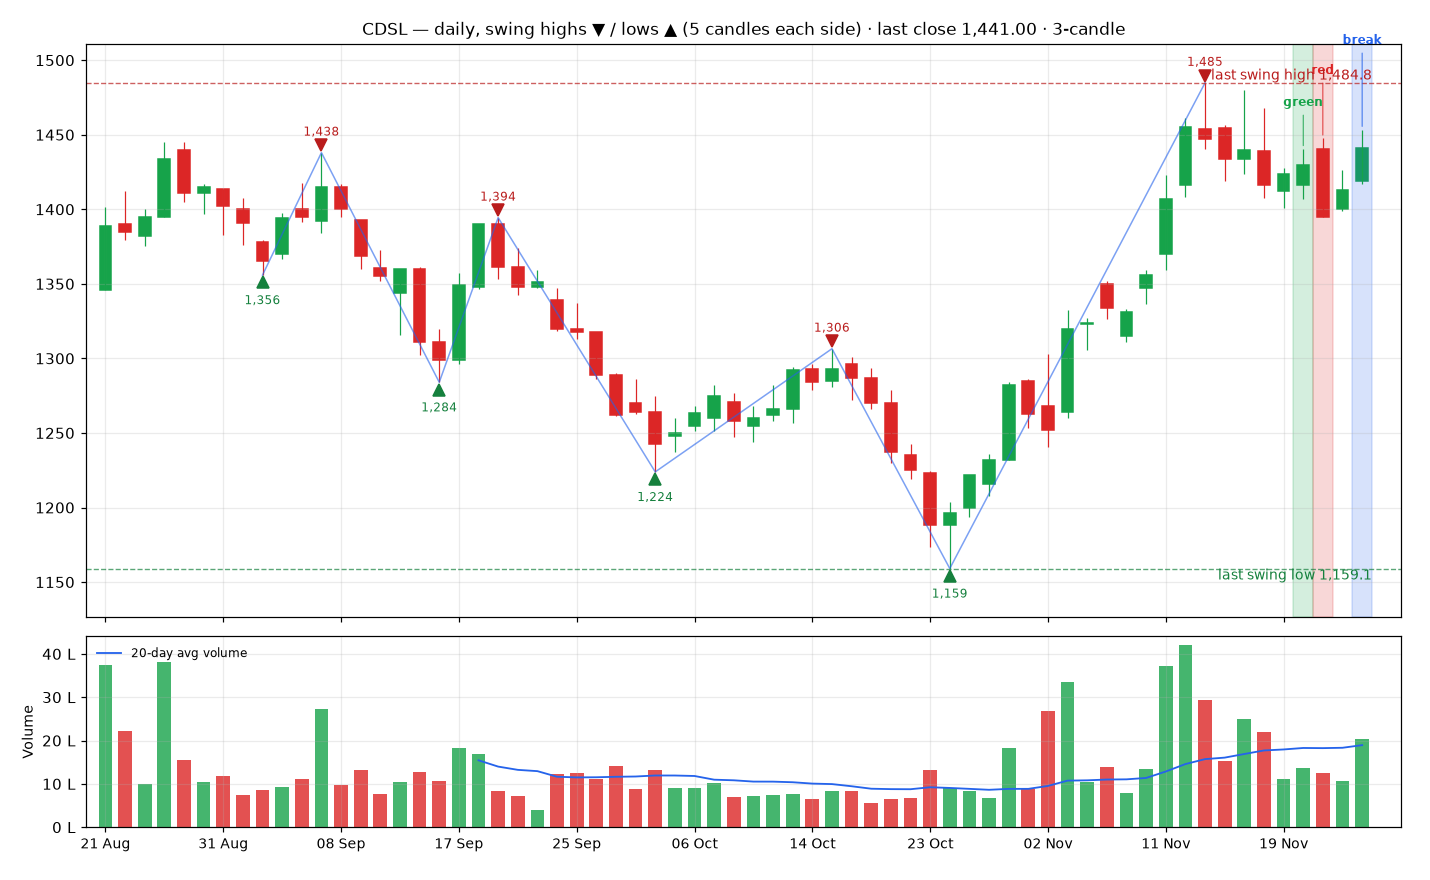 CDSL — daily, swing highs ▼ / lows ▲ (5 candles each side) · last close 1,441.00 · 3-candle
break
1500
1,485
last swing high 1,484.8
red
green
1450
1,438
1,394
1400
1350
1,356
1,306
1300
1,284
1250
1,224
1200
1150
1,159
last swing low 1,159.1
20-day avg volume
40 L
30 L
20 L
10 L
0 L
Volume
21 Aug
31 Aug
08 Sep
17 Sep
25 Sep
06 Oct
14 Oct
23 Oct
02 Nov
11 Nov
19 Nov